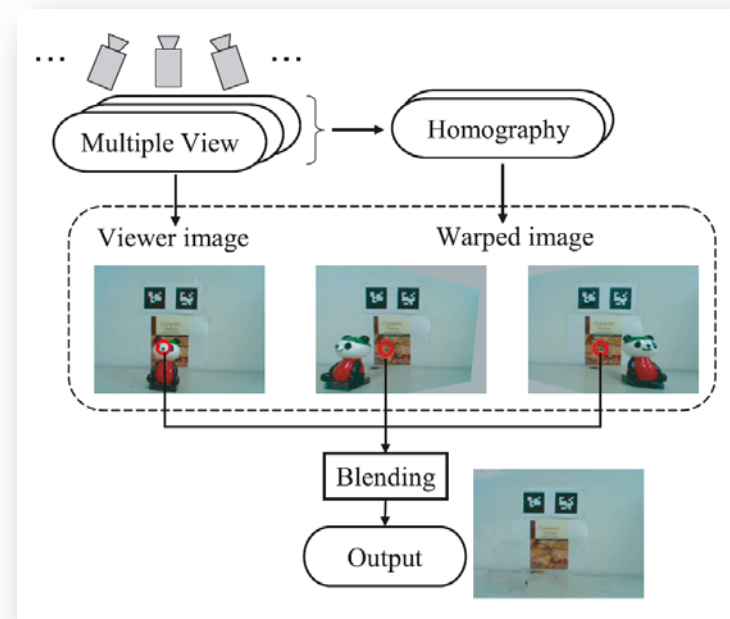 ... ...
Multiple View
Homography
Viewer image
Warped image
Blending
Output